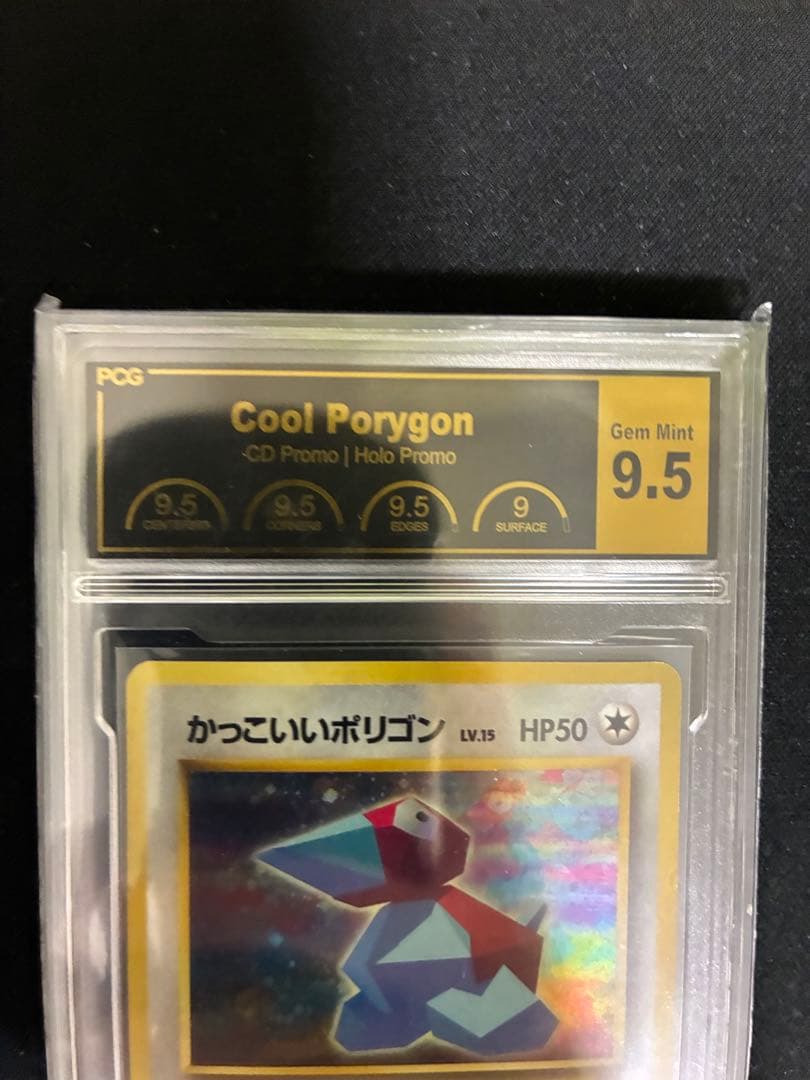 PCG
Cool Porygon
-CD Promo | Holo Promo
Gem Mint
9.5
9.5 9.5 9.5 9
CENTERING CORNERS EDGES SURFACE
かっこいいポリゴン LV.15 HP50